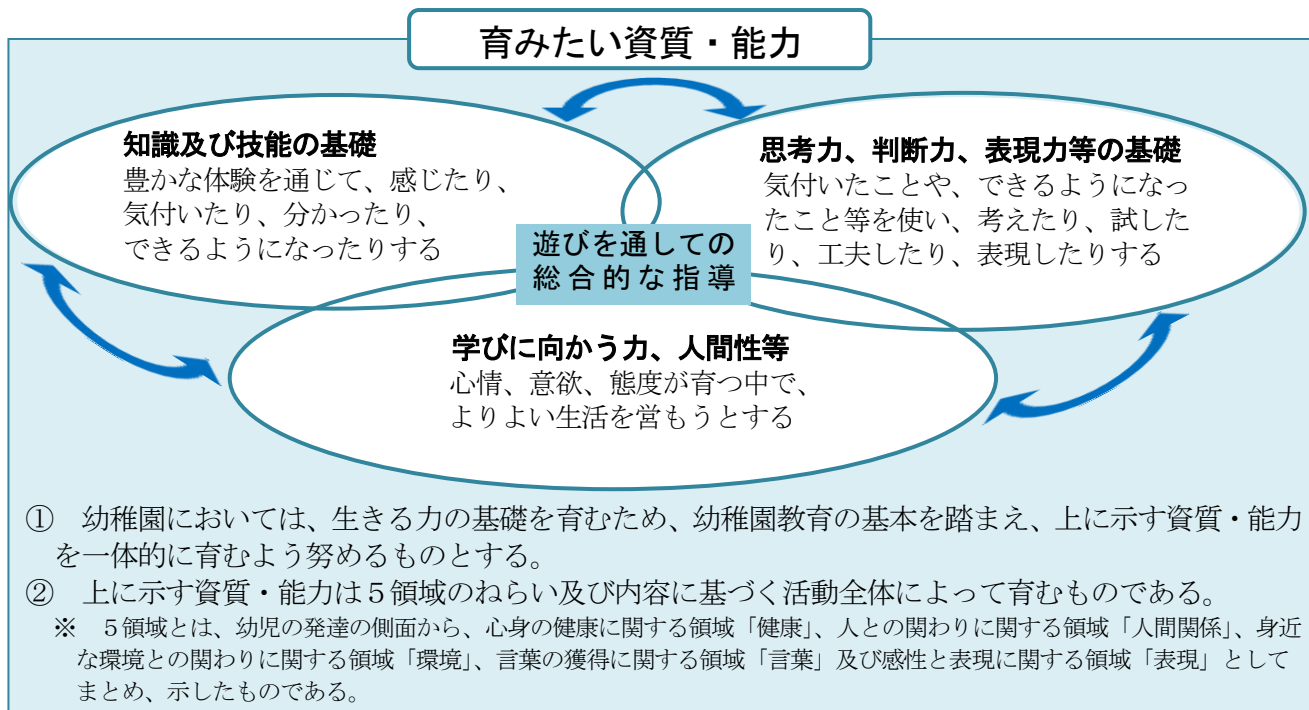 育みたい資質・能力
知識及び技能の基礎
豊かな体験を通じて、感じたり、
気付いたり、分かったり、
できるようになったりする
思考力、判断力、表現力等の基礎
気付いたことや、できるようになっ
たこと等を使い、考えたり、試した
り、工夫したり、表現したりする
遊びを通しての
総合的な指導
学びに向かう力、人間性等
心情、意欲、態度が育つ中で、
よりよい生活を営もうとする
① 幼稚園においては、生きる力の基礎を育むため、幼稚園教育の基本を踏まえ、上に示す資質・能力
を一体的に育むよう努めるものとする。
② 上に示す資質・能力は５領域のねらい及び内容に基づく活動全体によって育むものである。
※ ５領域とは、幼児の発達の側面から、心身の健康に関する領域「健康」、人との関わりに関する領域「人間関係」、身近
な環境との関わりに関する領域「環境」、言葉の獲得に関する領域「言葉」及び感性と表現に関する領域「表現」として
まとめ、示したものである。